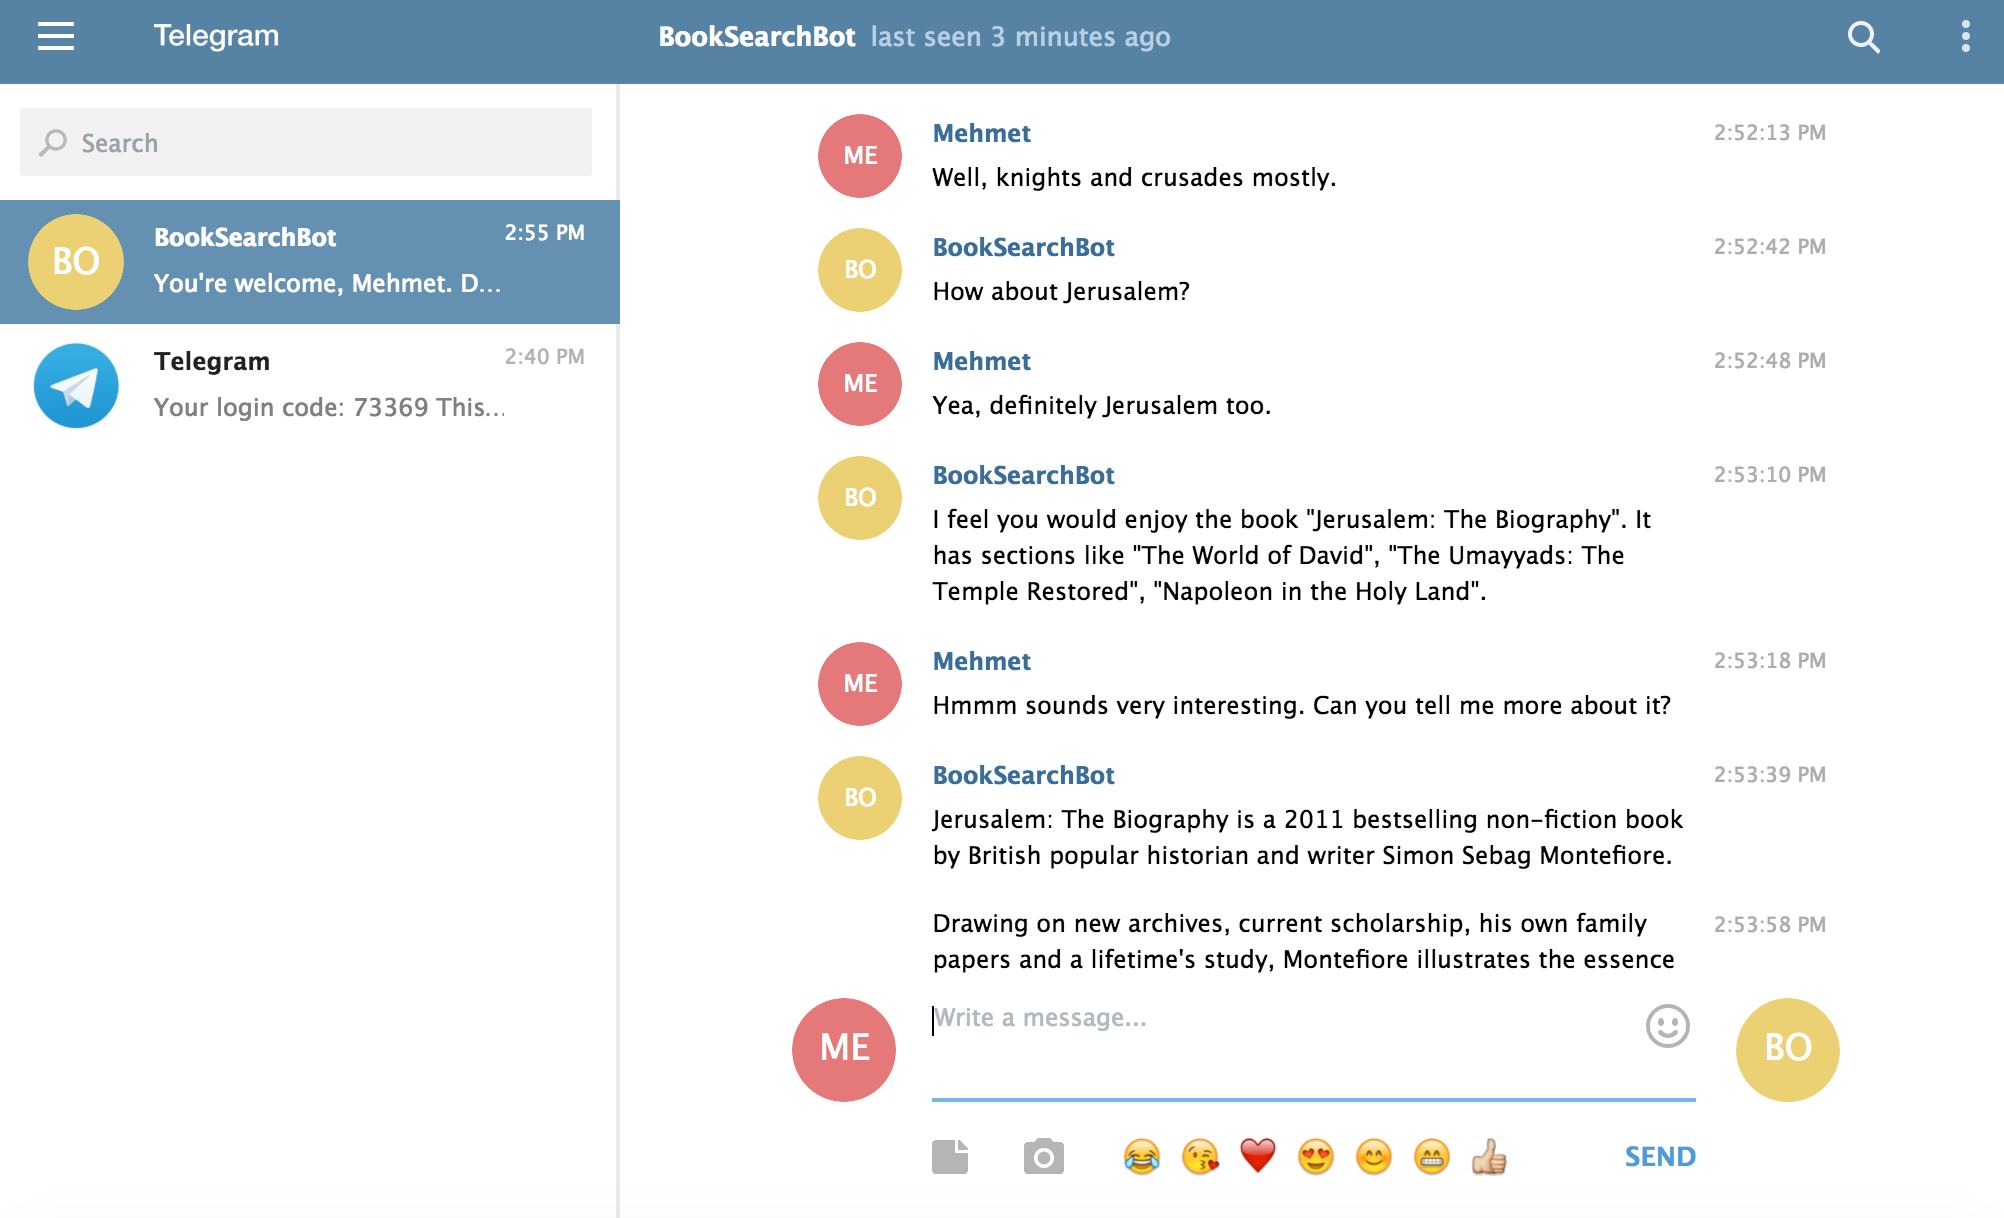 Telegram
BookSearchBot last seen 3 minutes ago
Search
BO
BookSearchBot
2:55 PM
You're welcome, Mehmet. D...
Telegram
2:40 PM
Your login code: 73369 This...
ME
Mehmet
2:52:13 PM
Well, knights and crusades mostly.
BO
BookSearchBot
2:52:42 PM
How about Jerusalem?
ME
Mehmet
2:52:48 PM
Yea, definitely Jerusalem too.
BO
BookSearchBot
2:53:10 PM
I feel you would enjoy the book "Jerusalem: The Biography". It
has sections like "The World of David", "The Umayyads: The
Temple Restored", "Napoleon in the Holy Land".
ME
Mehmet
2:53:18 PM
Hmmm sounds very interesting. Can you tell me more about it?
BO
BookSearchBot
2:53:39 PM
Jerusalem: The Biography is a 2011 bestselling non-fiction book
by British popular historian and writer Simon Sebag Montefiore.
Drawing on new archives, current scholarship, his own family
2:53:58 PM
papers and a lifetime's study, Montefiore illustrates the essence
ME
Write a message...
BO
SEND